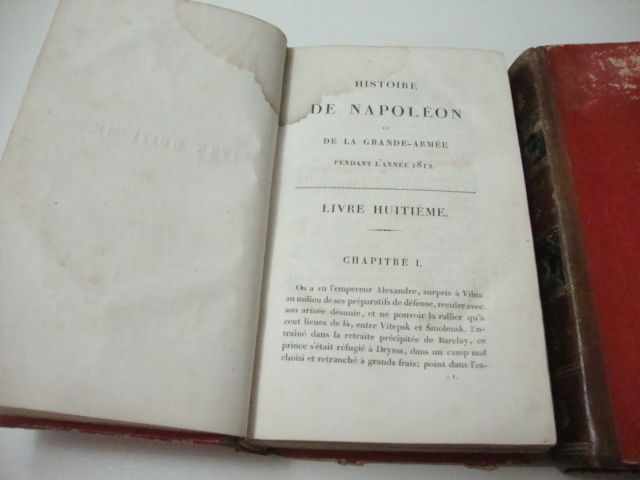 HISTOIRE
DE NAPOLÉON
ET
DE LA GRANDE-ARMÉE
PENDANT L'ANNÉE 1812.
LIVRE HUITIÈME.
CHAPITRE I.
On a vu l'empereur Alexandre, surpris à Vilna
au milieu de ses préparatifs de défense, reculer avec
son armée désunie, et ne pouvoir la rallier qu'à
cent lieues de là, entre Vitepsk et Smolensk. En-
traîné dans la retraite précipitée de Barclay, ce
prince s'était réfugié à Dryssa, dans un camp mal
choisi et retranché à grands frais; point dans l'es-